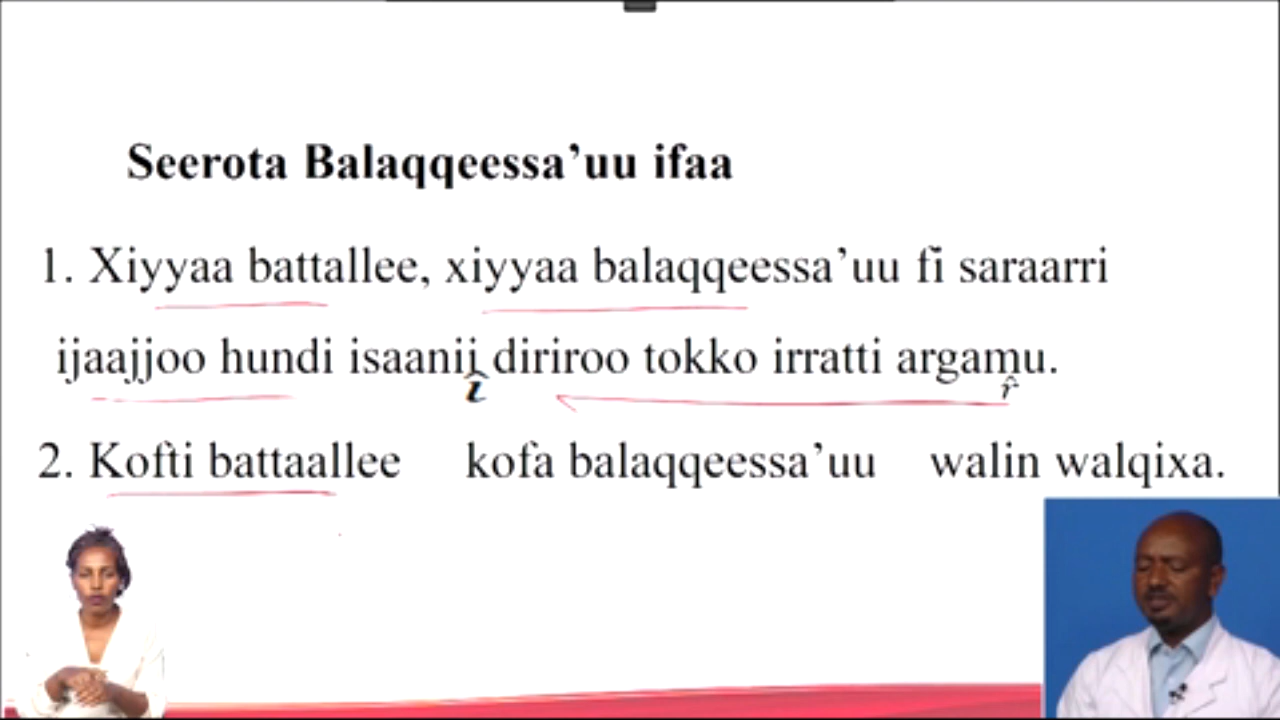 Seerota Balaqqeessa’uu ifaa
1. Xiyyaa battallee, xiyyaa balaqqeessa’uu fi saraarri
ijaajjoo hundi isaanii diriroo tokko irratti argamu.
î r̂
2. Kofti battaallee kofa balaqqeessa’uu walin walqixa.